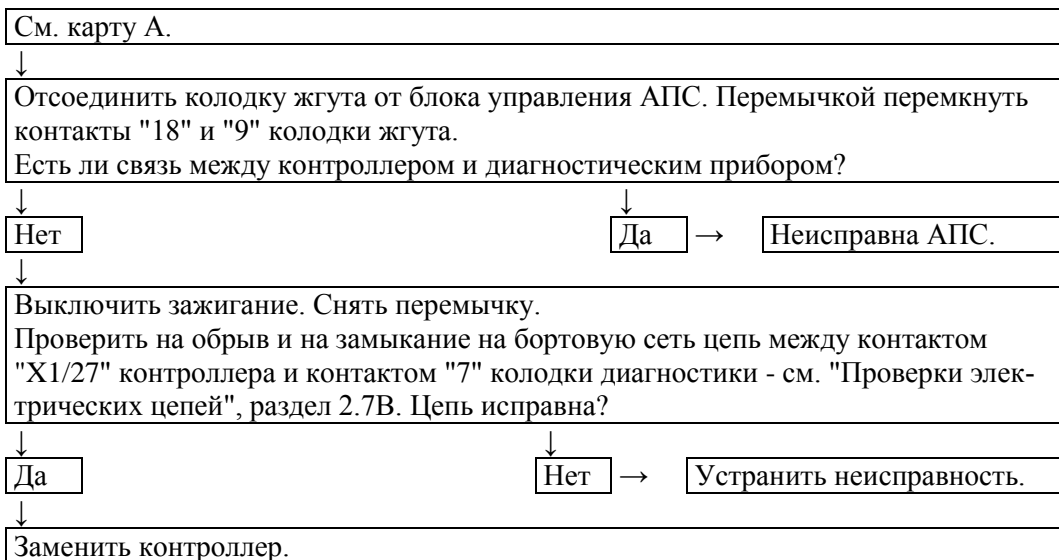 См. карту А.
↓
Отсоединить колодку жгута от блока управления АПС. Перемычкой перемкнуть
контакты "18" и "9" колодки жгута.
Есть ли связь между контроллером и диагностическим прибором?
↓ ↓
Нет Да → Неисправна АПС.
↓
Выключить зажигание. Снять перемычку.
Проверить на обрыв и на замыкание на бортовую сеть цепь между контактом
"X1/27" контроллера и контактом "7" колодки диагностики - см. "Проверки элек-
трических цепей", раздел 2.7В. Цепь исправна?
↓ ↓
Да Нет → Устранить неисправность.
↓
Заменить контроллер.